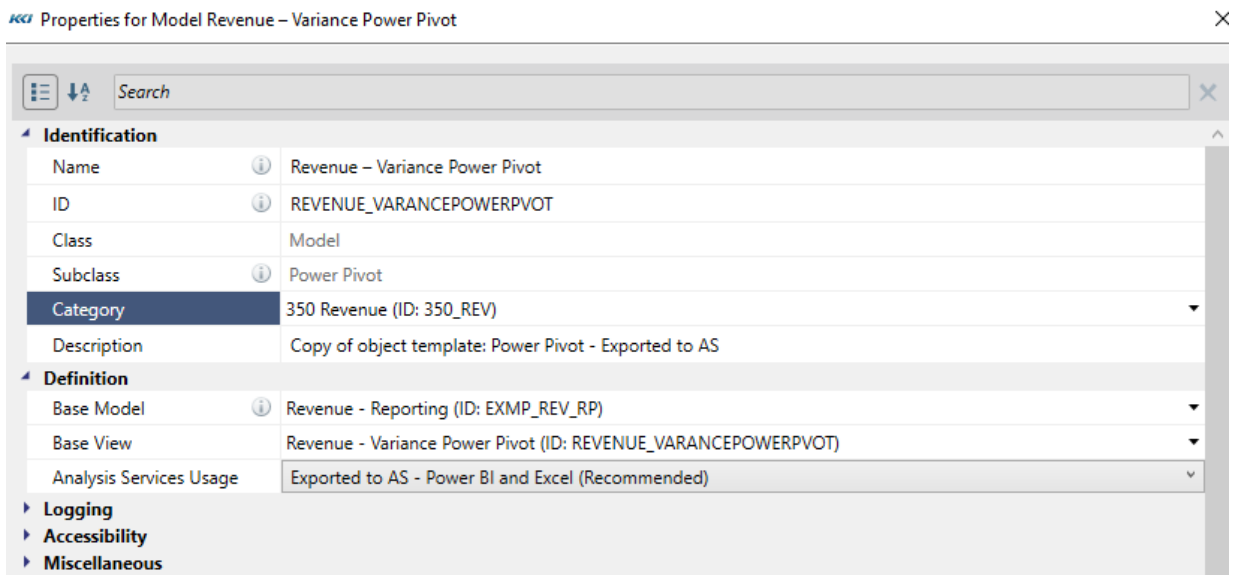 KCI Properties for Model Revenue – Variance Power Pivot
Search
Identification
Name Revenue – Variance Power Pivot
ID REVENUE_VARANCEPOWERPVOT
Class Model
Subclass Power Pivot
Category 350 Revenue (ID: 350_REV)
Description Copy of object template: Power Pivot - Exported to AS
Definition
Base Model Revenue - Reporting (ID: EXMP_REV_RP)
Base View Revenue - Variance Power Pivot (ID: REVENUE_VARANCEPOWERPVOT)
Analysis Services Usage Exported to AS - Power BI and Excel (Recommended)
Logging
Accessibility
Miscellaneous